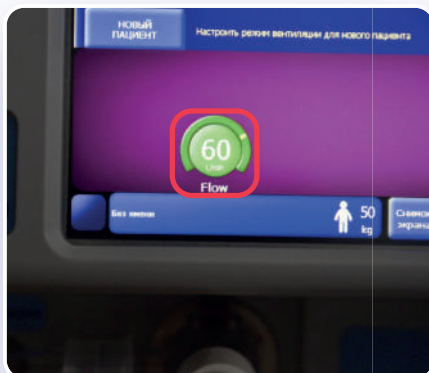 НОВЫЙ
ПАЦИЕНТ
Настроить режим вентиляции для нового пациента
60
L/min
Flow
Без имени
50
kg
Снимок
экрана